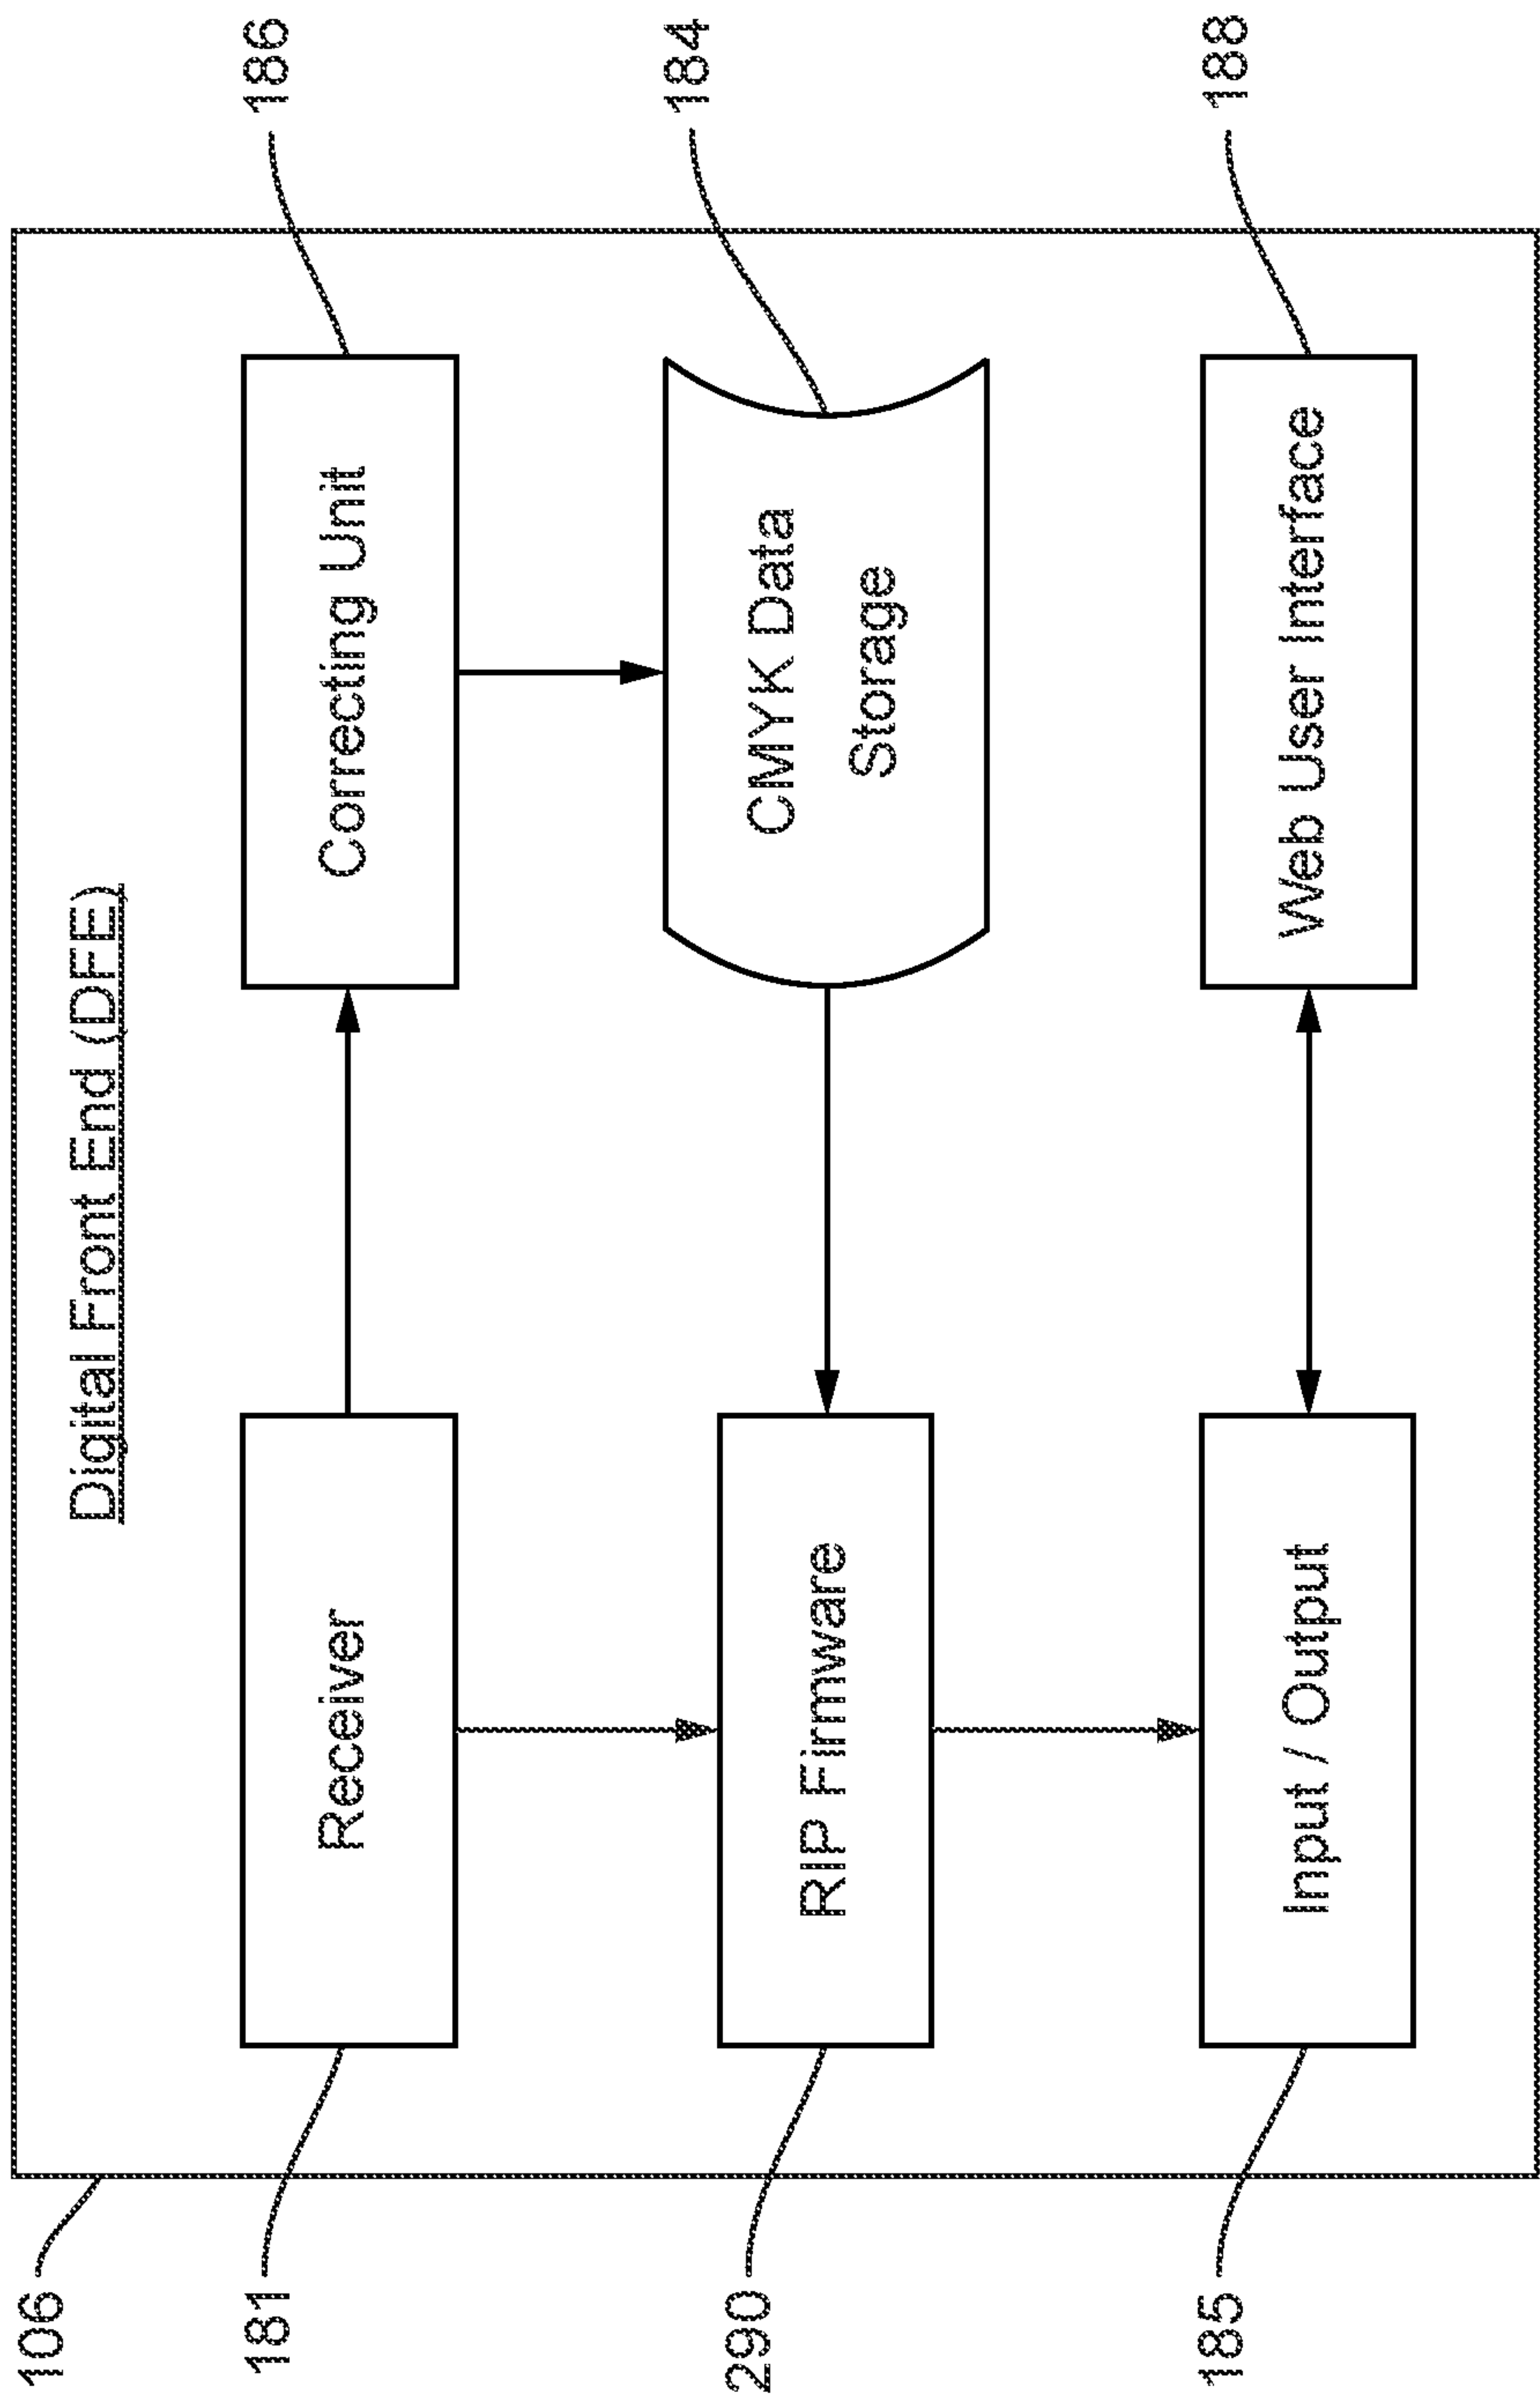 Digital Front End (DFE)
106
181
Receiver
Correcting Unit
186
290
RIP Firmware
CMYK Data
Storage
184
185
Input / Output
Web User Interface
188